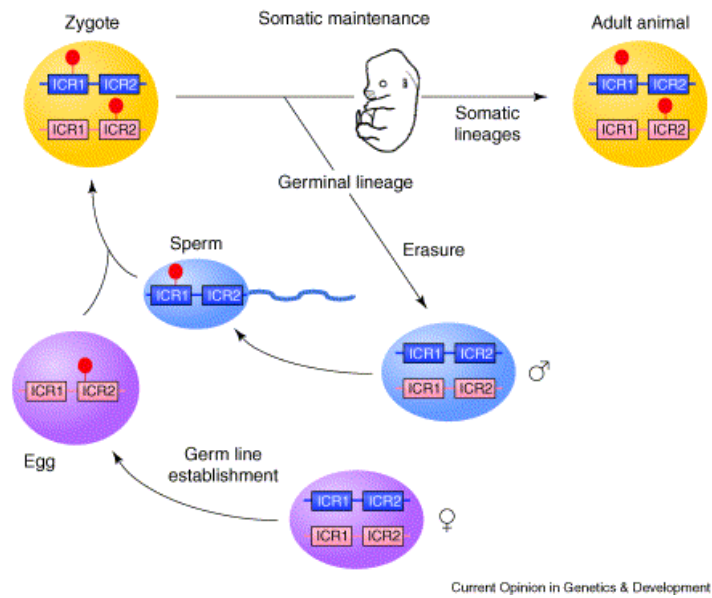 Zygote
Somatic maintenance
Adult animal
ICR1 ICR2
ICR1 ICR2
Somatic
lineages
ICR1 ICR2
ICR1 ICR2
Germinal lineage
Erasure
Sperm
ICR1 ICR2
ICR1 ICR2
ICR1 ICR2
♂
ICR1 ICR2
Egg
Germ line
establishment
ICR1 ICR2
ICR1 ICR2
♀
Current Opinion in Genetics & Development